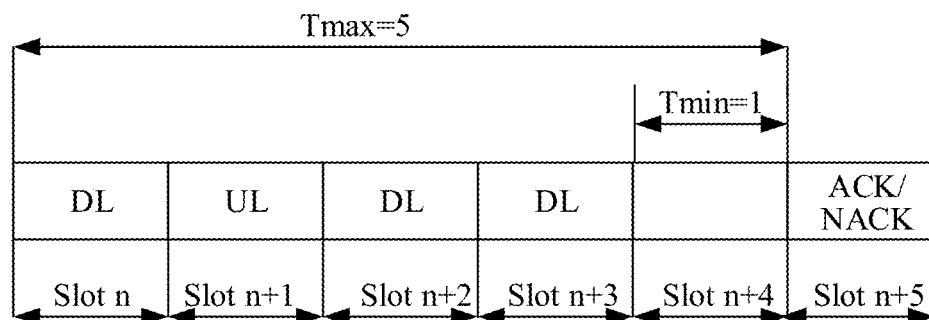 Tmax=5
Tmin=1
DL UL DL DL ACK/
NACK
Slot n Slot n+1 Slot n+2 Slot n+3 Slot n+4 Slot n+5